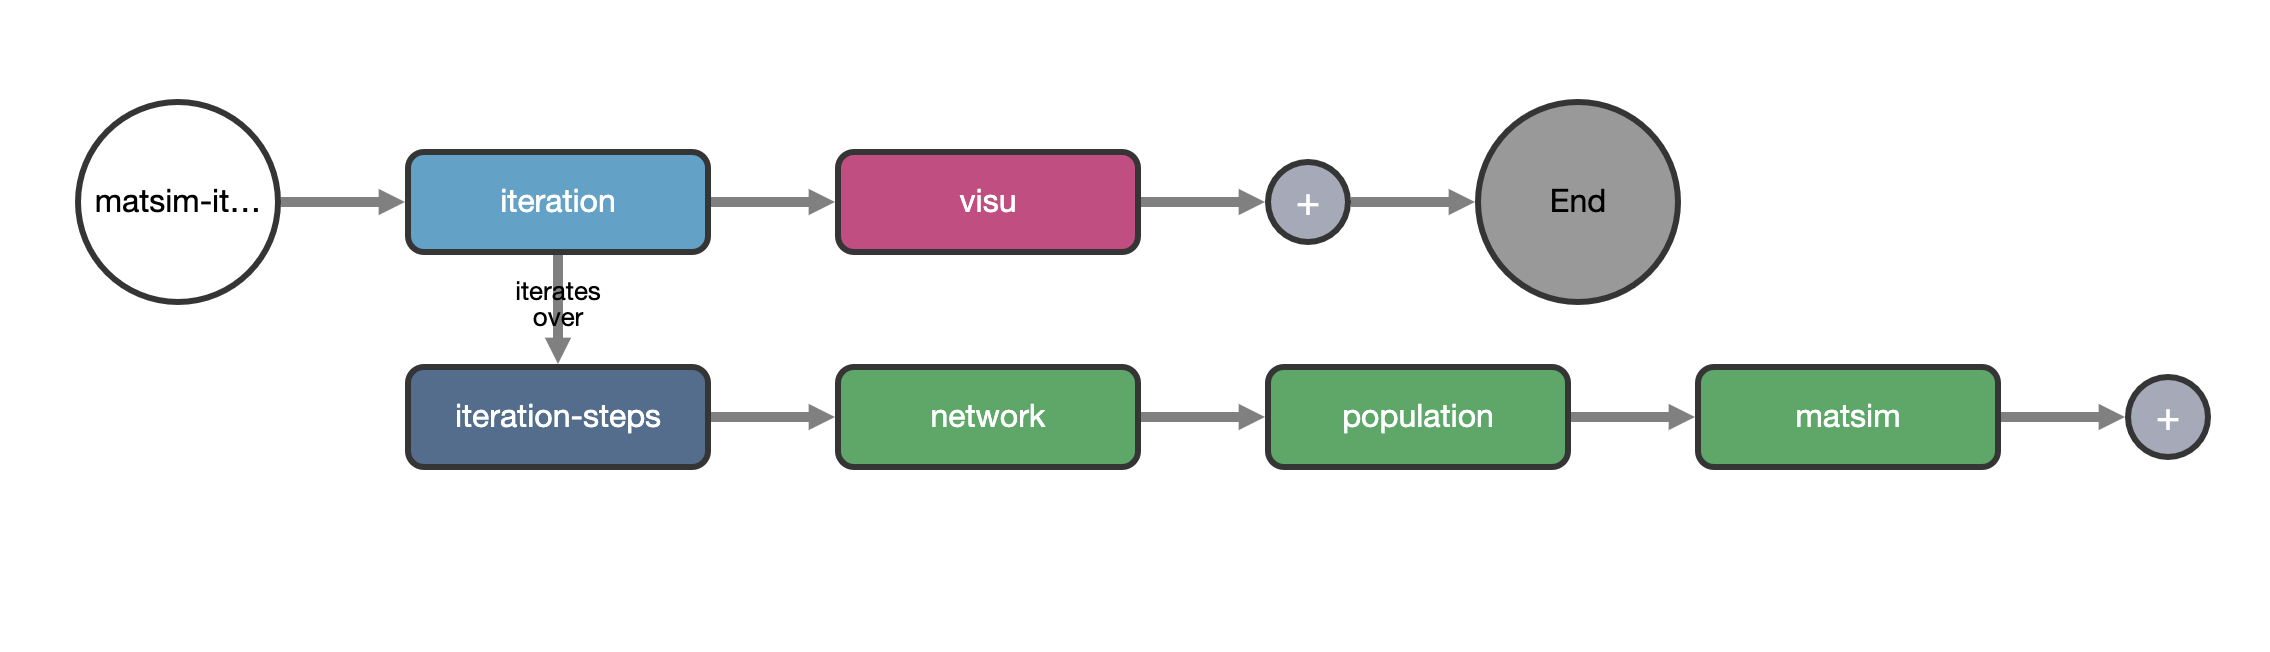 matsim-it...
iteration
visu
+
End
iterates
over
iteration-steps
network
population
matsim
+